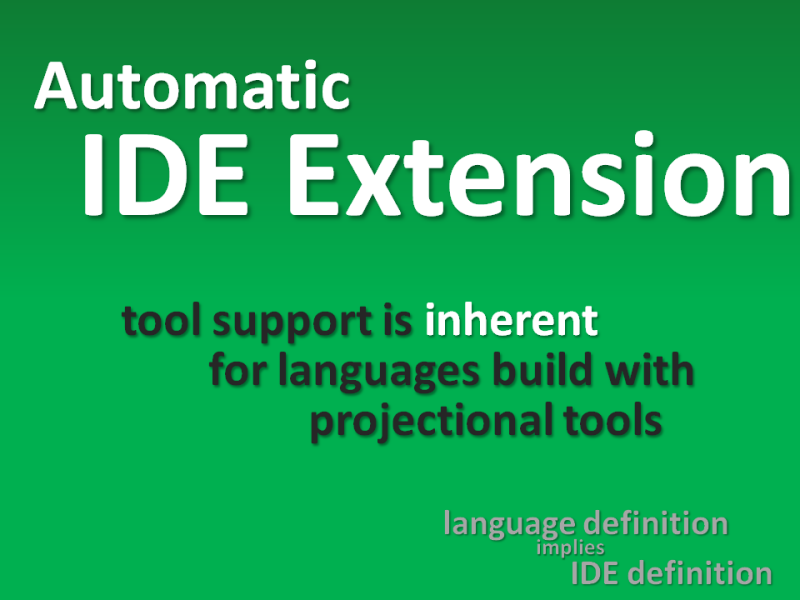 Automatic
IDE Extension
tool support is inherent
for languages build with
projectional tools
language definition
implies
IDE definition